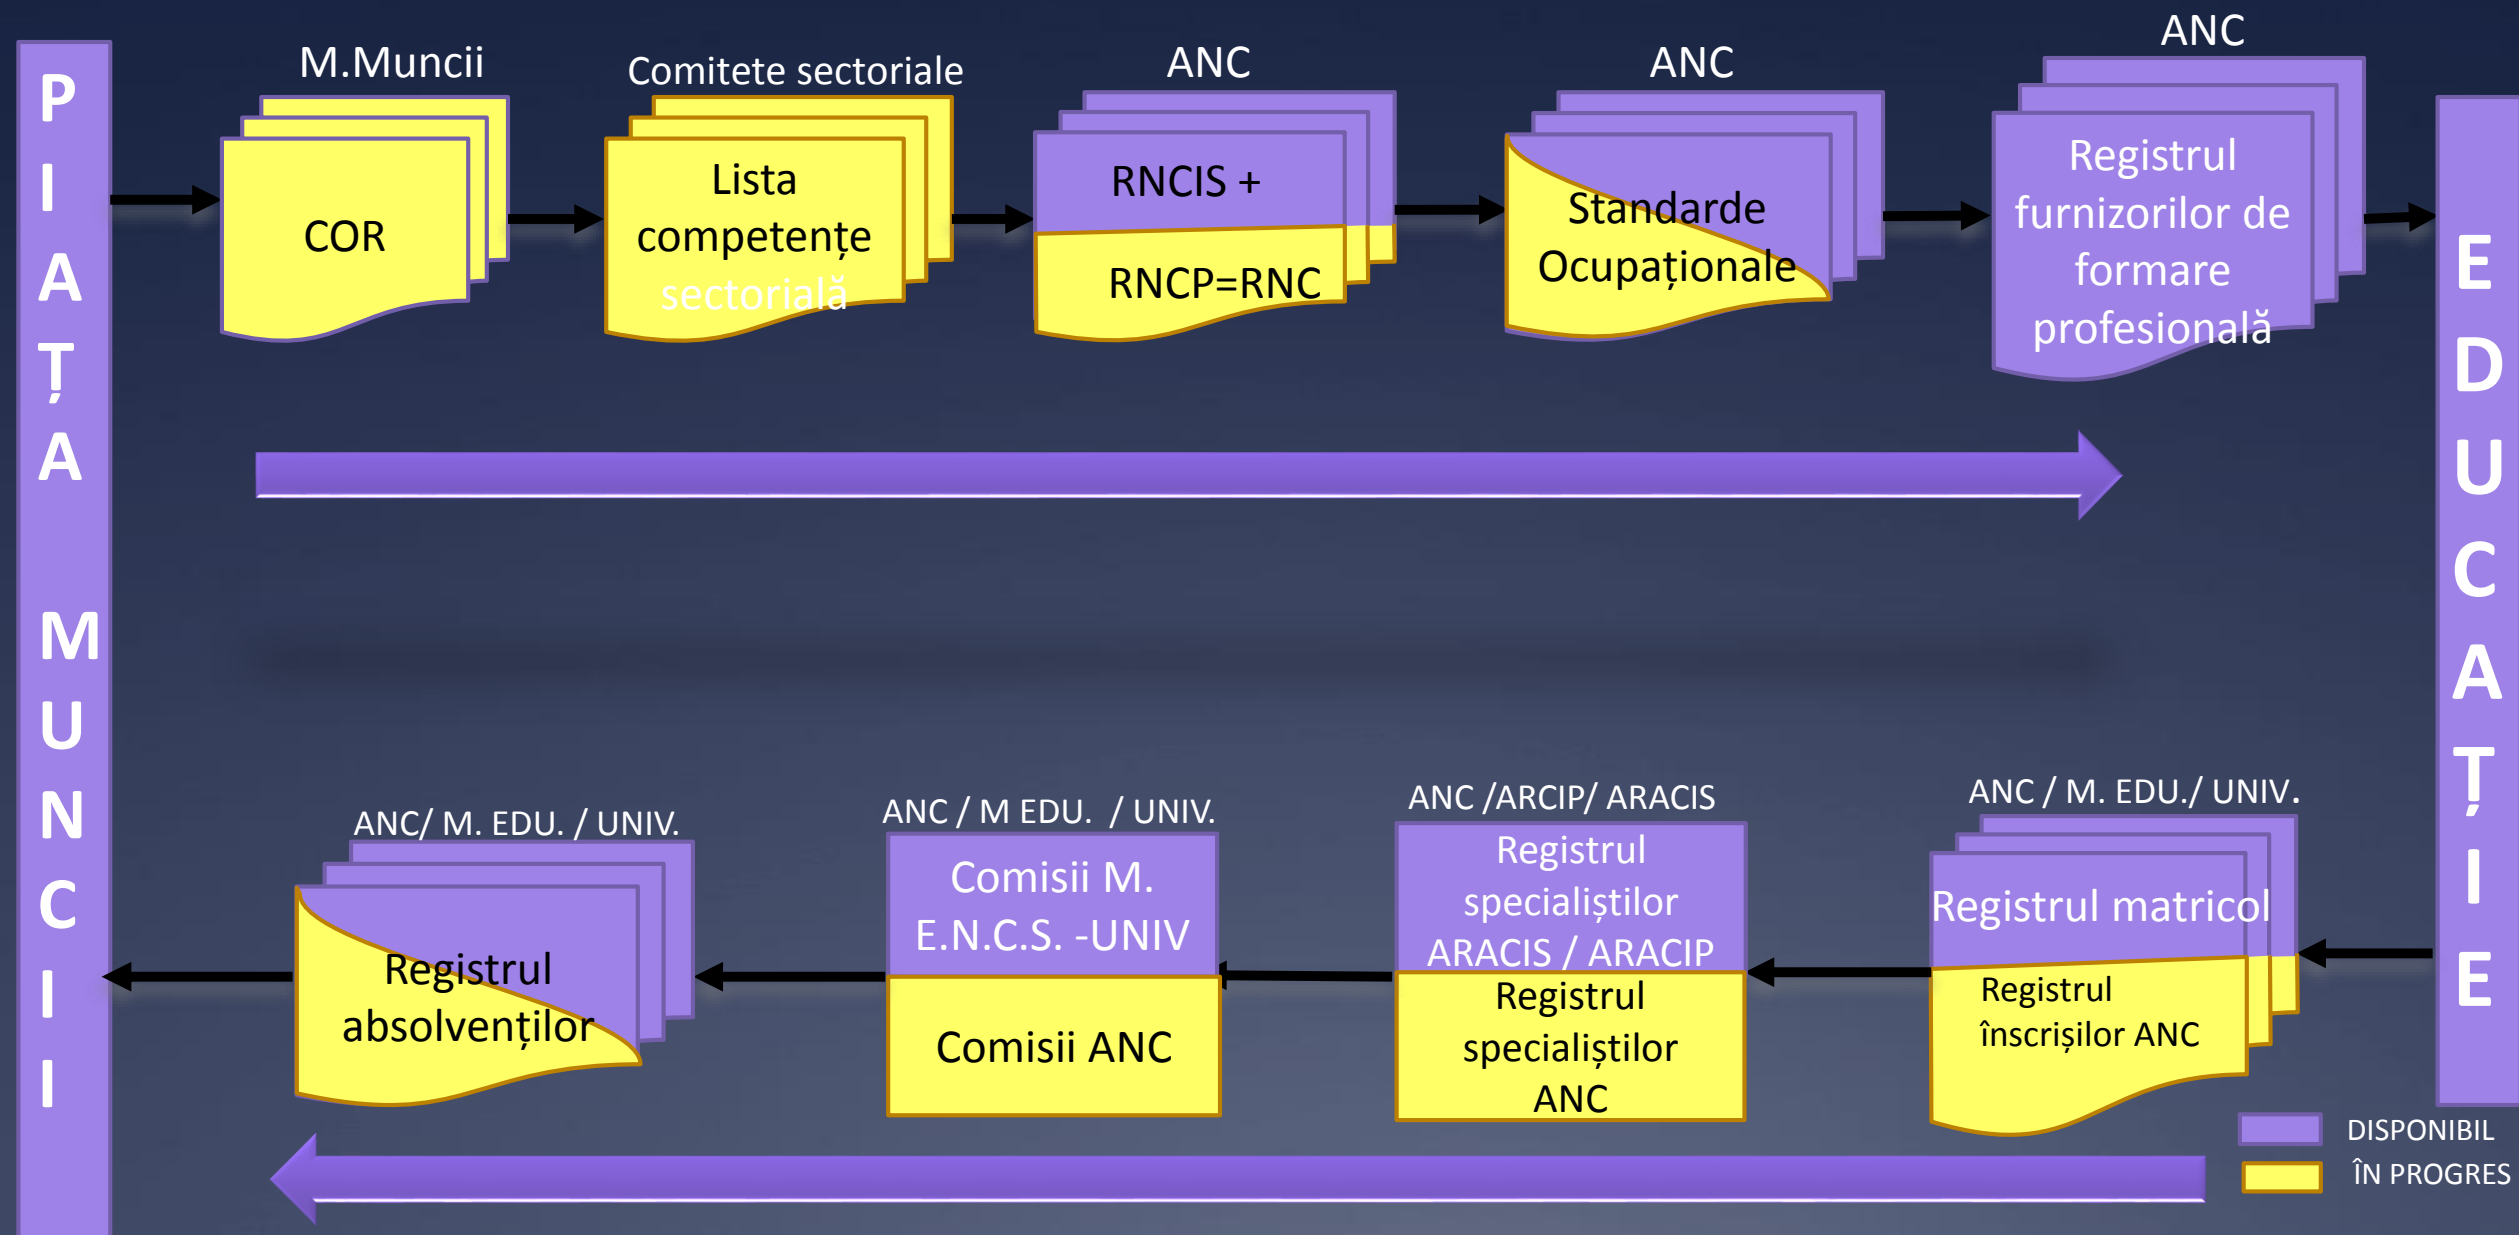 PIAȚA MUNCII
M.Muncii
COR
Comitete sectoriale
Lista
competențe
sectorială
ANC
RNCIS +
RNCP=RNC
ANC
Standarde
Ocupaționale
ANC
Registrul
furnizorilor de
formare
profesională
EDUCAȚIE
ANC/ M. EDU. / UNIV.
Registrul
absolvenților
ANC / M EDU. / UNIV.
Comisii M.
E.N.C.S. -UNIV
Comisii ANC
ANC /ARCIP/ ARACIS
Registrul
specialiștilor
ARACIS / ARACIP
Registrul
specialiștilor
ANC
ANC / M. EDU./ UNIV.
Registrul matricol
Registrul
înscrișilor ANC
DISPONIBIL
ÎN PROGRES